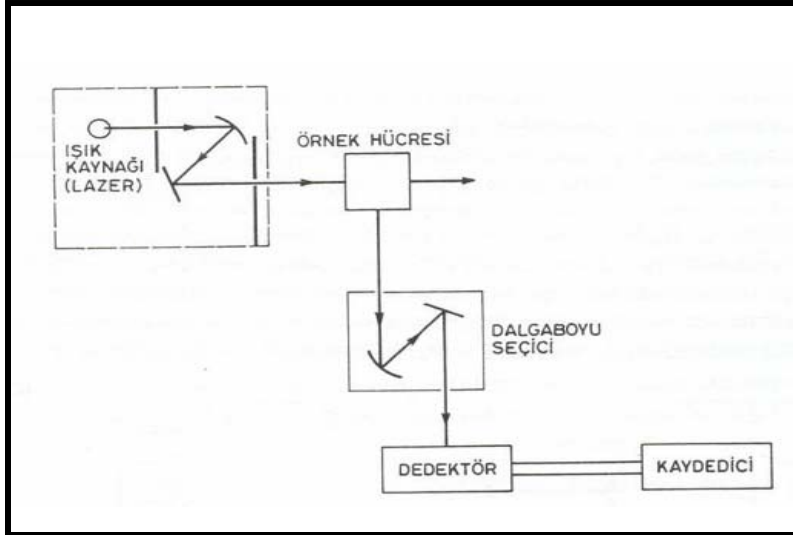 IŞIK
KAYNAĞI
(LAZER)
ÖRNEK HÜCRESİ
DALGABOYU
SEÇİCİ
DEDEKTÖR
KAYDEDİCİ